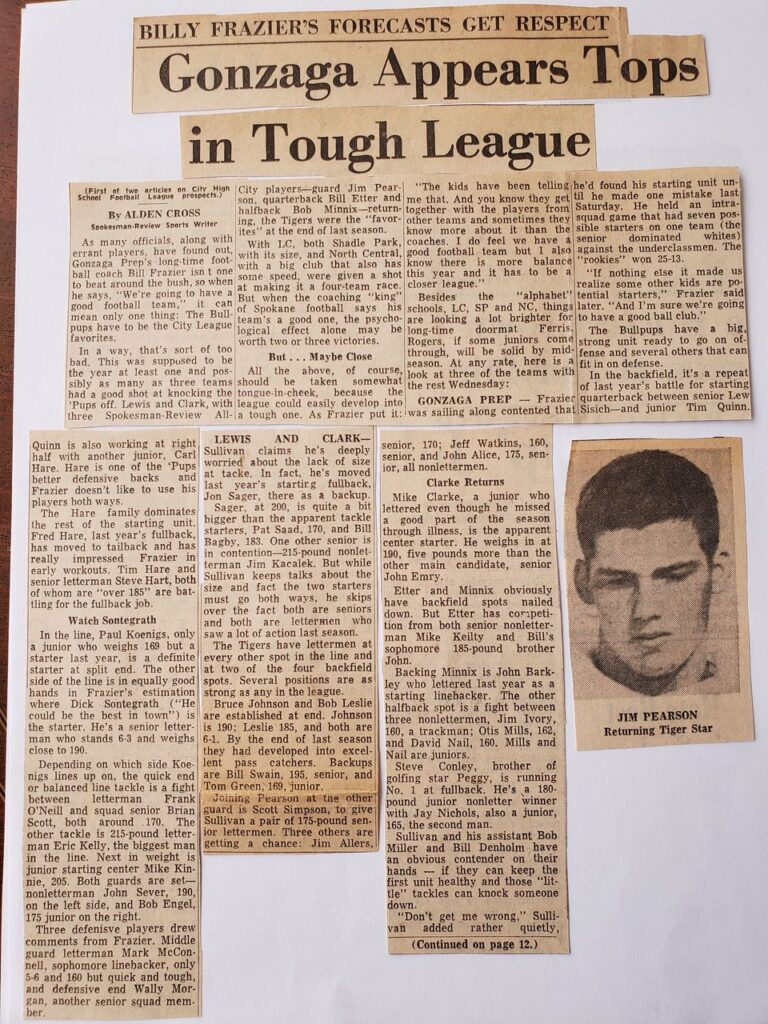 BILLY FRAZIER'S FORECASTS GET RESPECT
Gonzaga Appears Tops
in Tough League
(First of two articles on City High
School Football League prospects.)
By ALDEN CROSS
Spokesman-Review Sports Writer
As many officials, along with
errant players, have found out,
Gonzaga Prep's long-time foot-
ball coach Bill Frazier isn t one
to beat around the bush, so when
he says, "We're going to have a
good football team," it can
mean only one thing: The Bull-
pups have to be the City League
favorites.
In a way, that's sort of too
bad. This was supposed to be
the year at least one and pos-
sibly as many as three teams
had a good shot at knocking the
'Pups off. Lewis and Clark, with
three Spokesman-Review All-
City players—guard Jim Pear-
son, quarterback Bill Etter and
halfback Bob Minnix—return-
ing, the Tigers were the "favor-
ites" at the end of last season.
With LC, both Shadle Park,
with its size, and North Central,
with a big club that also has
some speed, were given a shot
at making it a four-team race.
But when the coaching "king"
of Spokane football says his
team's a good one, the psycho-
logical effect alone may be
worth two or three victories.
But . . . Maybe Close
All the above, of course,
should be taken somewhat
tongue-in-cheek, because the
league could easily develop into
a tough one. As Frazier put it:
"The kids have been telling
me that. And you know they get
together with the players from
other teams and sometimes they
know more about it than the
coaches. I do feel we have a
good football team but I also
know there is more balance
this year and it has to be a
closer league."
Besides the "alphabet"
schools, LC, SP and NC, things
are looking a lot brighter for
long-time doormat Ferris.
Rogers, if some juniors come
through, will be solid by mid-
season. At any rate, here is a
look at three of the teams with
the rest Wednesday:
GONZAGA PREP — Frazier
was sailing along contented that
he'd found his starting unit un-
til he made one mistake last
Saturday. He held an intra-
squad game that had seven pos-
sible starters on one team (the
senior dominated whites)
against the underclassmen. The
"rookies" won 25-13.
"If nothing else it made us
realize some other kids are po-
tential starters," Frazier said
later. "And I'm sure we're going
to have a good ball club."
The Bullpups have a big,
strong unit ready to go on of-
fense and several others that can
fit in on defense.
In the backfield, it's a repeat
of last year's battle for starting
quarterback between senior Lew
Sisich—and junior Tim Quinn.
Quinn is also working at right
half with another junior, Carl
Hare. Hare is one of the 'Pups
better defensive backs and
Frazier doesn't like to use his
players both ways.
The Hare family dominates
the rest of the starting unit.
Fred Hare, last year's fullback,
has moved to tailback and has
really impressed Frazier in
early workouts. Tim Hare and
senior letterman Steve Hart, both
of whom are "over 185" are bat-
tling for the fullback job.
Watch Sontegrath
In the line, Paul Koenigs, only
a junior who weighs 169 but a
starter last year, is a definite
starter at split end. The other
side of the line is in equally good
hands in Frazier's estimation
where Dick Sontegrath ("He
could be the best in town") is
the starter. He's a senior letter-
man who stands 6-3 and weighs
close to 190.
Depending on which side Koe-
nigs lines up on, the quick end
or balanced line tackle is a fight
between letterman Frank
O'Neill and squad senior Brian
Scott, both around 170. The
other tackle is 215-pound letter-
man Eric Kelly, the biggest man
in the line. Next in weight is
junior starting center Mike Kin-
nie, 205. Both guards are set—
nonletterman John Sever, 190,
on the left side, and Bob Engel,
175 junior on the right.
Three defenisve players drew
comments from Frazier. Middle
guard letterman Mark McCon-
nell, sophomore linebacker, only
5-6 and 160 but quick and tough,
and defensive end Wally Mor-
gan, another senior squad mem-
ber.
LEWIS AND CLARK—
Sullivan claims he's deeply
worried about the lack of size
at tacke. In fact, he's moved
last year's starting fullback,
Jon Sager, there as a backup.
Sager, at 200, is quite a bit
bigger than the apparent tackle
starters, Pat Saad, 170, and Bill
Bagby, 183. One other senior is
in contention—215-pound nonlet-
terman Jim Kacalek. But while
Sullivan keeps talks about the
size and fact the two starters
must go both ways, he skips
over the fact both are seniors
and both are lettermen who
saw a lot of action last season.
The Tigers have lettermen at
every other spot in the line and
at two of the four backfield
spots. Several positions are as
strong as any in the league.
Bruce Johnson and Bob Leslie
are established at end. Johnson
is 190; Leslie 185, and both are
6-1. By the end of last season
they had developed into excel-
lent pass catchers. Backups
are Bill Swain, 195, senior, and
Tom Green, 169, junior.
Joining Pearson at the other
guard is Scott Simpson, to give
Sullivan a pair of 175-pound sen-
ior lettermen. Three others are
getting a chance: Jim Allers,
senior, 170; Jeff Watkins, 160,
senior, and John Alice, 175, sen-
ior, all nonlettermen.
Clarke Returns
Mike Clarke, a junior who
lettered even though he missed
a good part of the season
through illness, is the apparent
center starter. He weighs in at
190, five pounds more than the
other main candidate, senior
John Emry.
Etter and Minnix obviously
have backfield spots nailed
down. But Etter has competi-
tion from both senior nonletter-
man Mike Keilty and Bill's
sophomore 185-pound brother
John.
Backing Minnix is John Bark-
ley who lettered last year as a
starting linebacker. The other
halfback spot is a fight between
three nonlettermen, Jim Ivory,
160, a trackman; Otis Mills, 162,
and David Nail, 160. Mills and
Nail are juniors.
Steve Conley, brother of
golfing star Peggy, is running
No. 1 at fullback. He's a 180-
pound junior nonletter winner
with Jay Nichols, also a junior,
165, the second man.
Sullivan and his assistant Bob
Miller and Bill Denholm have
an obvious contender on their
hands — if they can keep the
first unit healthy and those "lit-
tle" tackles can knock someone
down.
"Don't get me wrong," Sulli-
van added rather quietly,
(Continued on page 12.)
JIM PEARSON
Returning Tiger Star